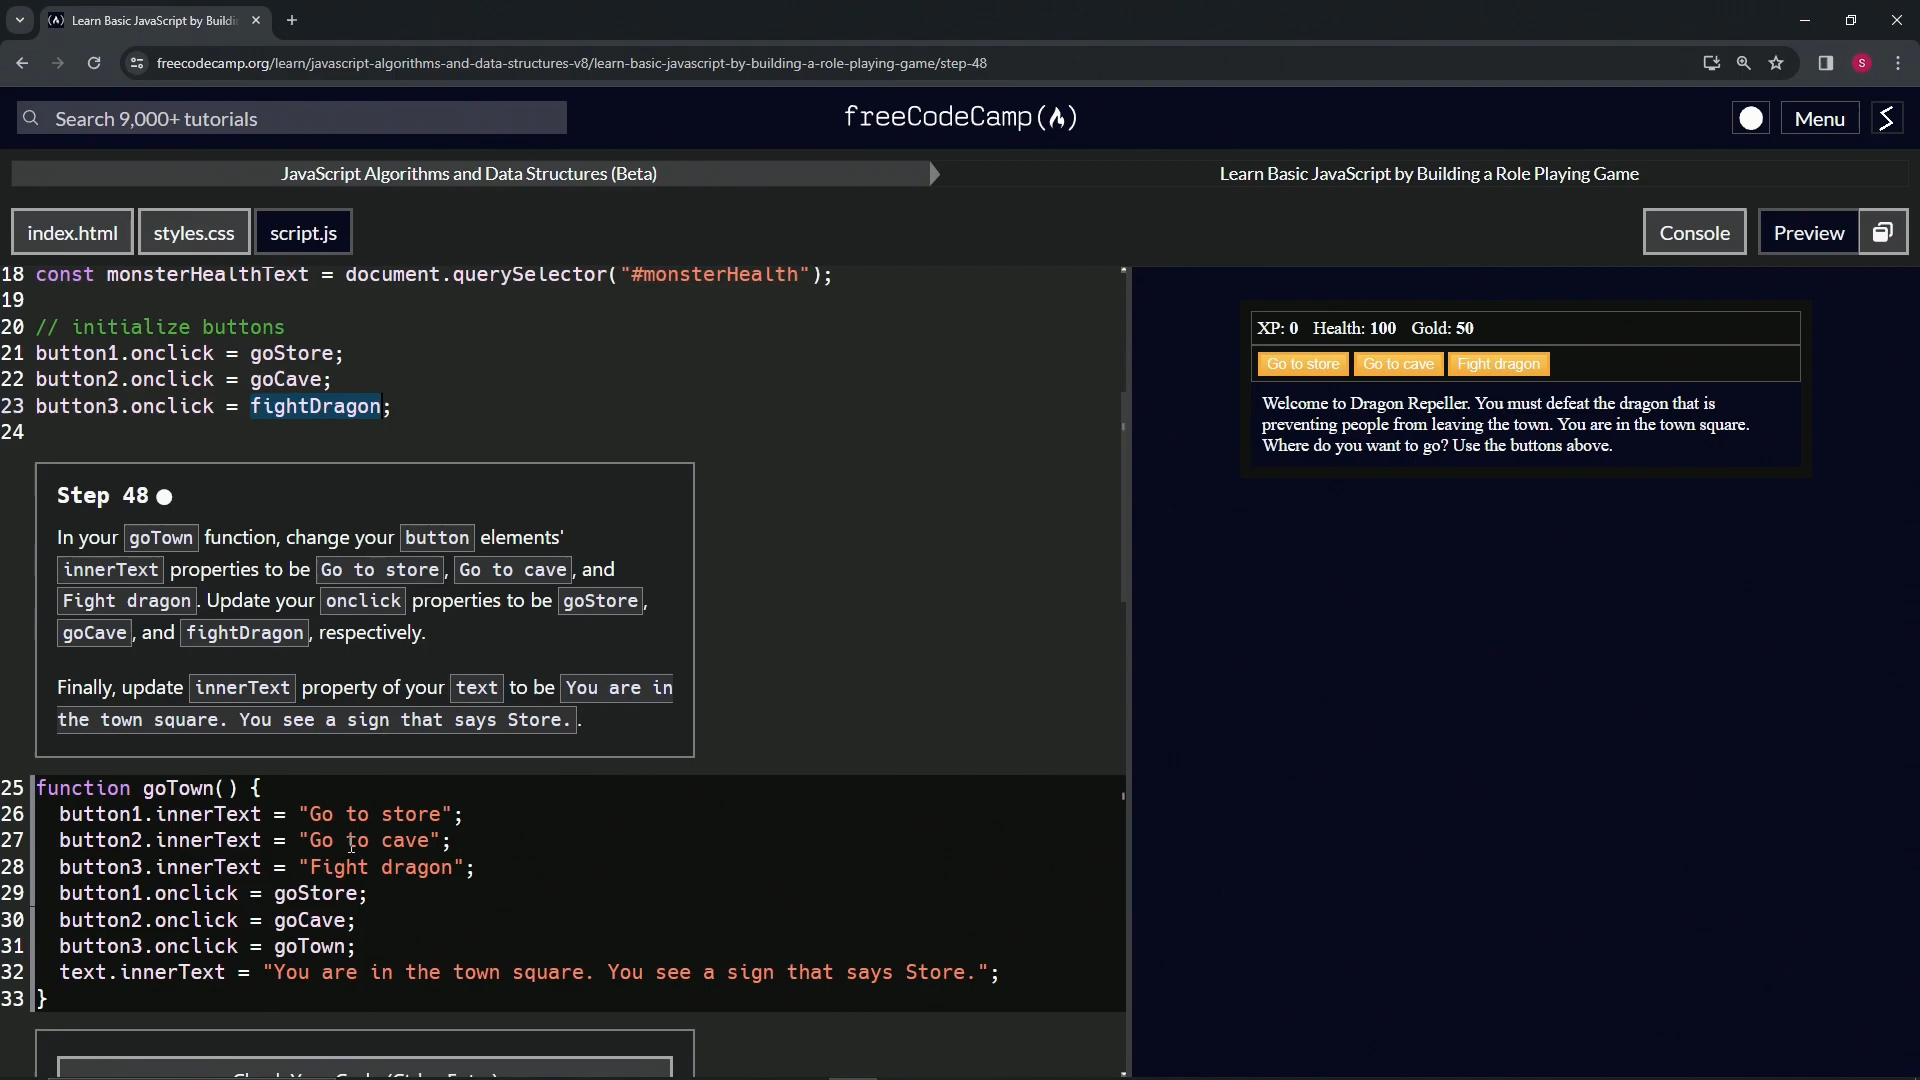 Learn Basic JavaScript by Buildi
freecodecamp.org/learn/javascript-algorithms-and-data-structures-v8/learn-basic-javascript-by-building-a-role-playing-game/step-48
S
Search 9,000+ tutorials
freeCodeCamp
Menu
JavaScript Algorithms and Data Structures (Beta)
Learn Basic JavaScript by Building a Role Playing Game
index.html
styles.css
script.js
Console
Preview
18 const monsterHealthText = document.querySelector("#monsterHealth");
19
20 // initialize buttons
21 button1.onclick = goStore;
22 button2.onclick = goCave;
23 button3.onclick = fightDragon;
24
Step 48
In your goTown function, change your button elements'
innerText properties to be Go to store, Go to cave, and
Fight dragon. Update your onclick properties to be goStore,
goCave, and fightDragon, respectively.
Finally, update innerText property of your text to be You are in
the town square. You see a sign that says Store..
25 function goTown() {
26 button1.innerText = "Go to store";
27 button2.innerText = "Go to cave";
28 button3.innerText = "Fight dragon";
29 button1.onclick = goStore;
30 button2.onclick = goCave;
31 button3.onclick = goTown;
32 text.innerText = "You are in the town square. You see a sign that says Store.";
33 }
XP: 0 Health: 100 Gold: 50
Go to store
Go to cave
Fight dragon
Welcome to Dragon Repeller. You must defeat the dragon that is
preventing people from leaving the town. You are in the town square.
Where do you want to go? Use the buttons above.